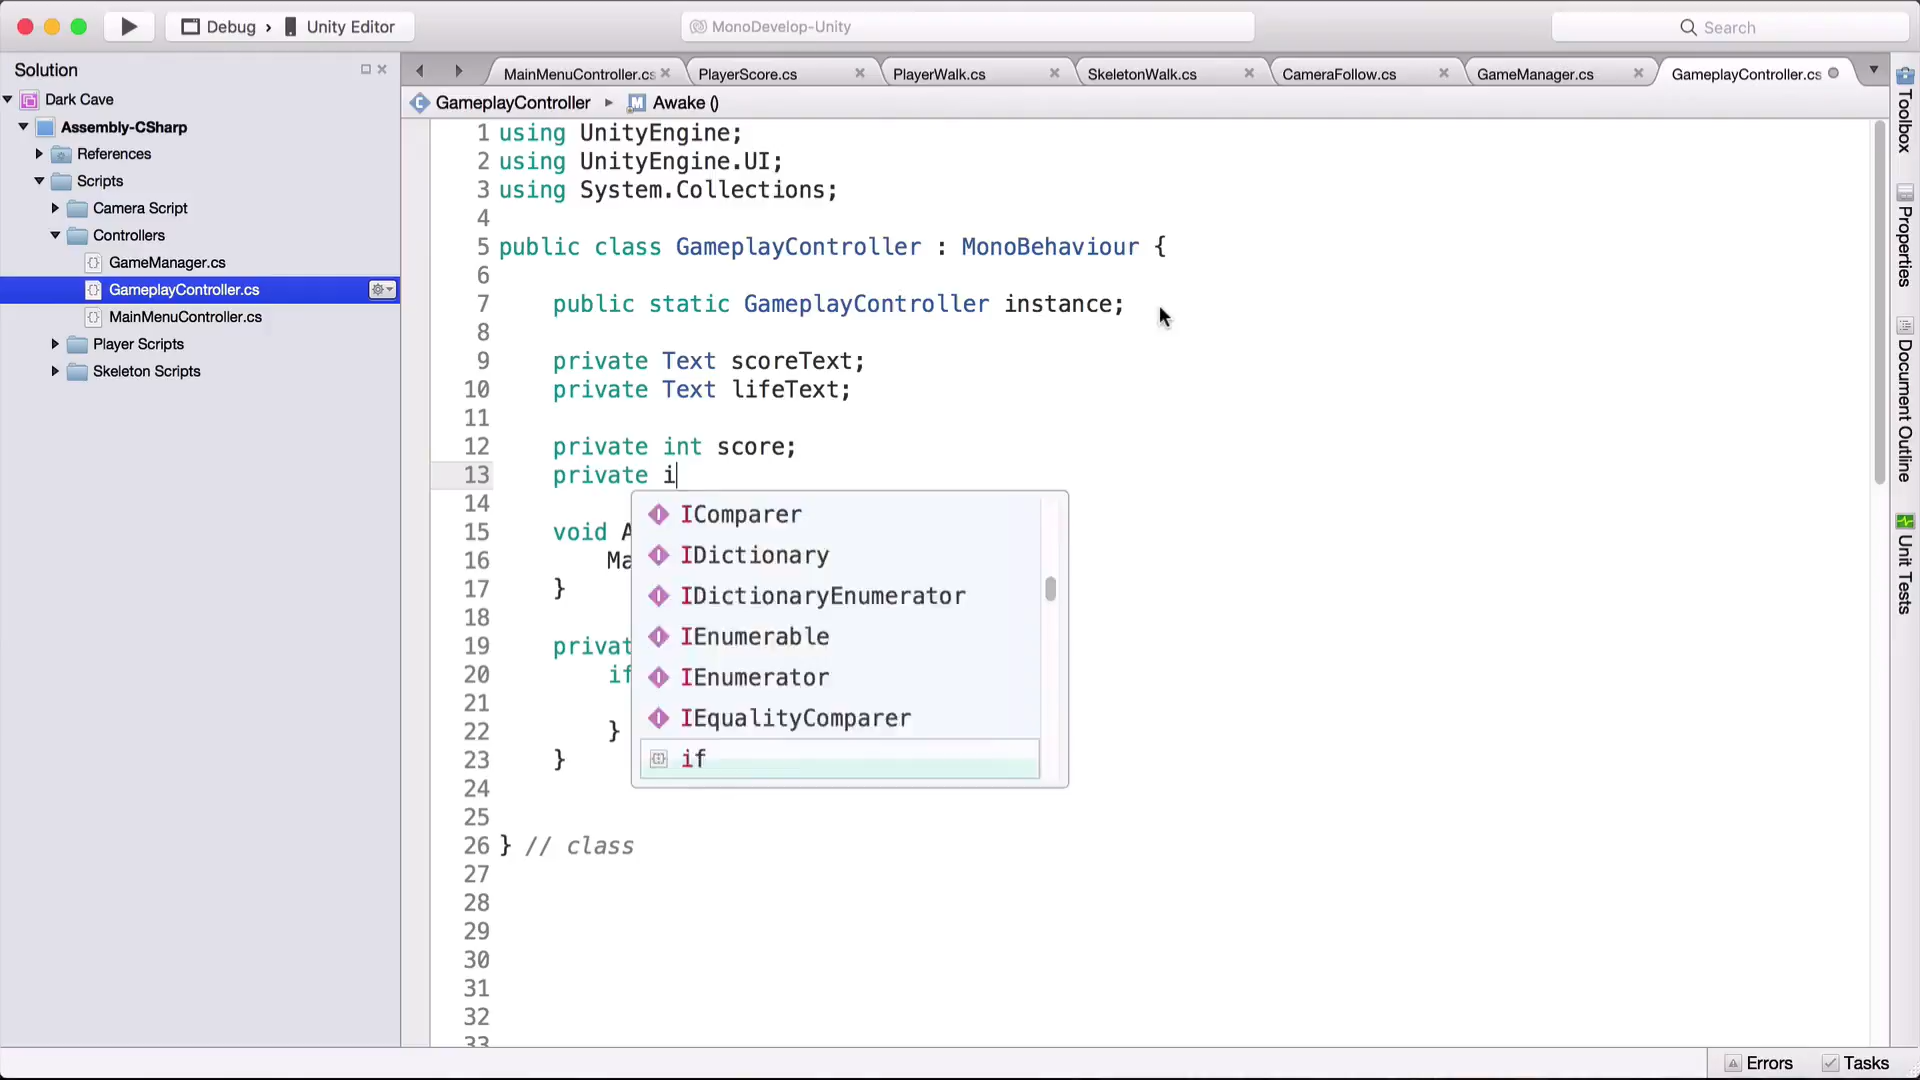 Debug › Unity Editor
MonoDevelop-Unity
Search
Solution
Dark Cave
Assembly-CSharp
References
Scripts
Camera Script
Controllers
GameManager.cs
GameplayController.cs
MainMenuController.cs
Player Scripts
Skeleton Scripts
MainMenuController.cs
PlayerScore.cs
PlayerWalk.cs
SkeletonWalk.cs
CameraFollow.cs
GameManager.cs
GameplayController.cs
GameplayController ▸ M Awake ()
1 using UnityEngine;
2 using UnityEngine.UI;
3 using System.Collections;
4
5 public class GameplayController : MonoBehaviour {
6
7 public static GameplayController instance;
8
9 private Text scoreText;
10 private Text lifeText;
11
12 private int score;
13 private i
14
15 void A
16 Ma
17 }
18
19 privat
20 if
21
22 }
23 }
24
25
26 } // class
27
28
29
30
31
32
33
IComparer
IDictionary
IDictionaryEnumerator
IEnumerable
IEnumerator
IEqualityComparer
if
Toolbox
Properties
Document Outline
Unit Tests
Errors
Tasks